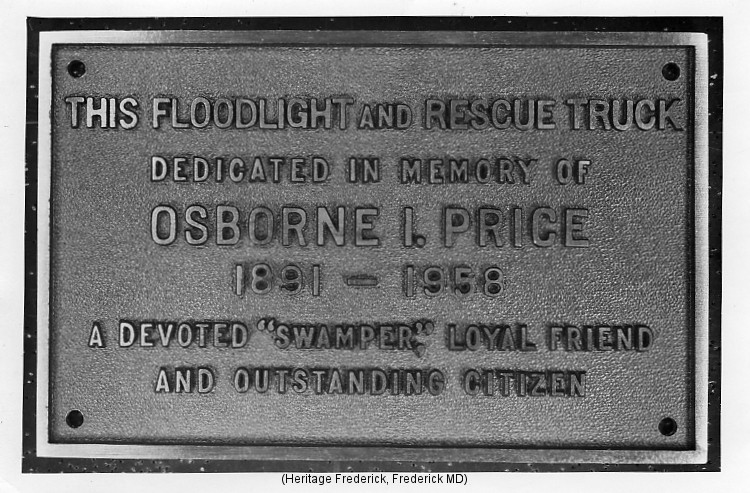 THIS FLOODLIGHT AND RESCUE TRUCK
DEDICATED IN MEMORY OF
OSBORNE I. PRICE
1891 – 1958
A DEVOTED "SWAMPER," LOYAL FRIEND
AND OUTSTANDING CITIZEN
(Heritage Frederick, Frederick MD)